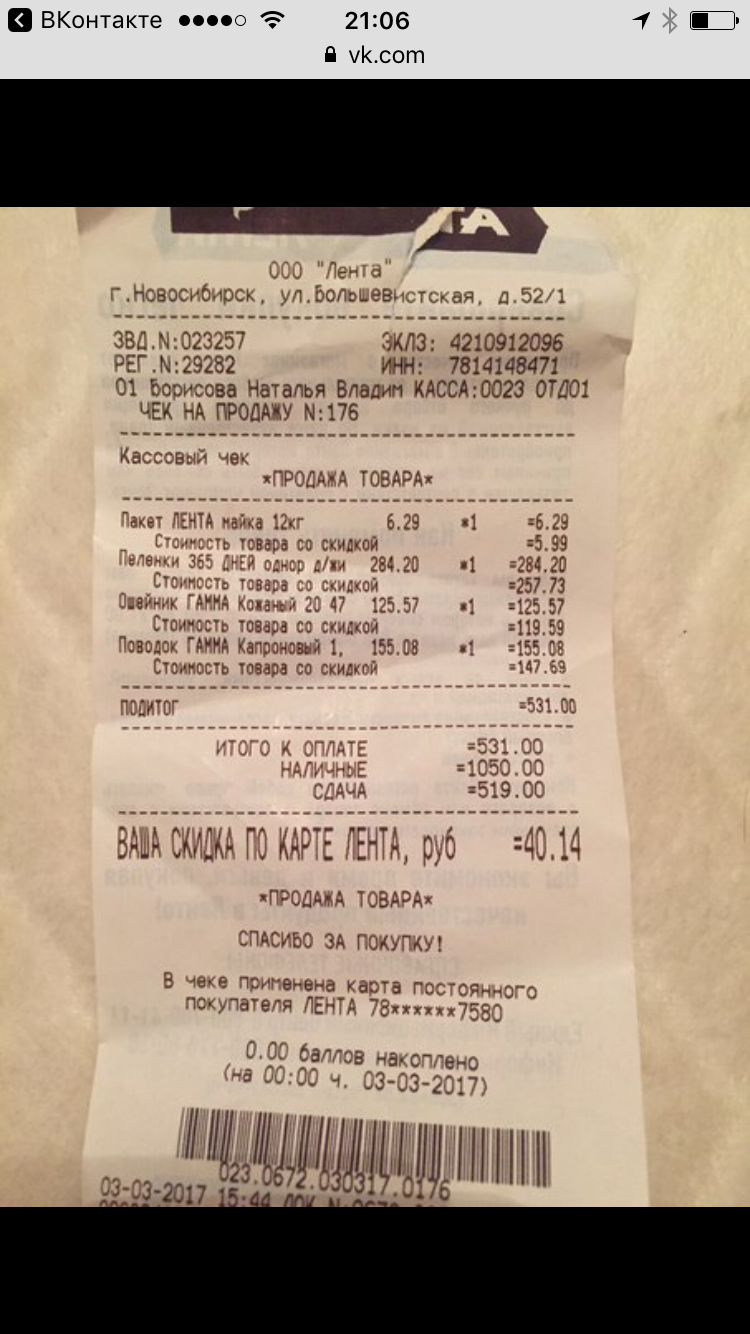 ВКонтакте 21:06
vk.com
ТА
ООО "Лента"
г.Новосибирск, ул.Большевистская, д.52/1
ЗВД.N:023257 ЭКЛЗ: 4210912096
РЕГ.N:29282 ИНН: 7814148471
01 Борисова Наталья Владим КАССА:0023 ОТД01
ЧЕК НА ПРОДАЖУ N:176
Кассовый чек
*ПРОДАЖА ТОВАРА*
Пакет ЛЕНТА майка 12кг 6.29 *1 =6.29
Стоимость товара со скидкой =5.99
Пеленки 365 ДНЕЙ однор д/жи 284.20 *1 =284.20
Стоимость товара со скидкой =257.73
Ошейник ГАММА Кожаный 20 47 125.57 *1 =125.57
Стоимость товара со скидкой =119.59
Поводок ГАММА Капроновый 1, 155.08 *1 =155.08
Стоимость товара со скидкой =147.69
ПОДИТОГ =531.00
ИТОГО К ОПЛАТЕ =531.00
НАЛИЧНЫЕ =1050.00
СДАЧА =519.00
ВАША СКИДКА ПО КАРТЕ ЛЕНТА, руб =40.14
*ПРОДАЖА ТОВАРА*
СПАСИБО ЗА ПОКУПКУ!
В чеке применена карта постоянного
покупателя ЛЕНТА 78******7580
0.00 баллов накоплено
(на 00:00 ч. 03-03-2017)
023.0672.030317.0176
03-03-2017 15:44 ДОК